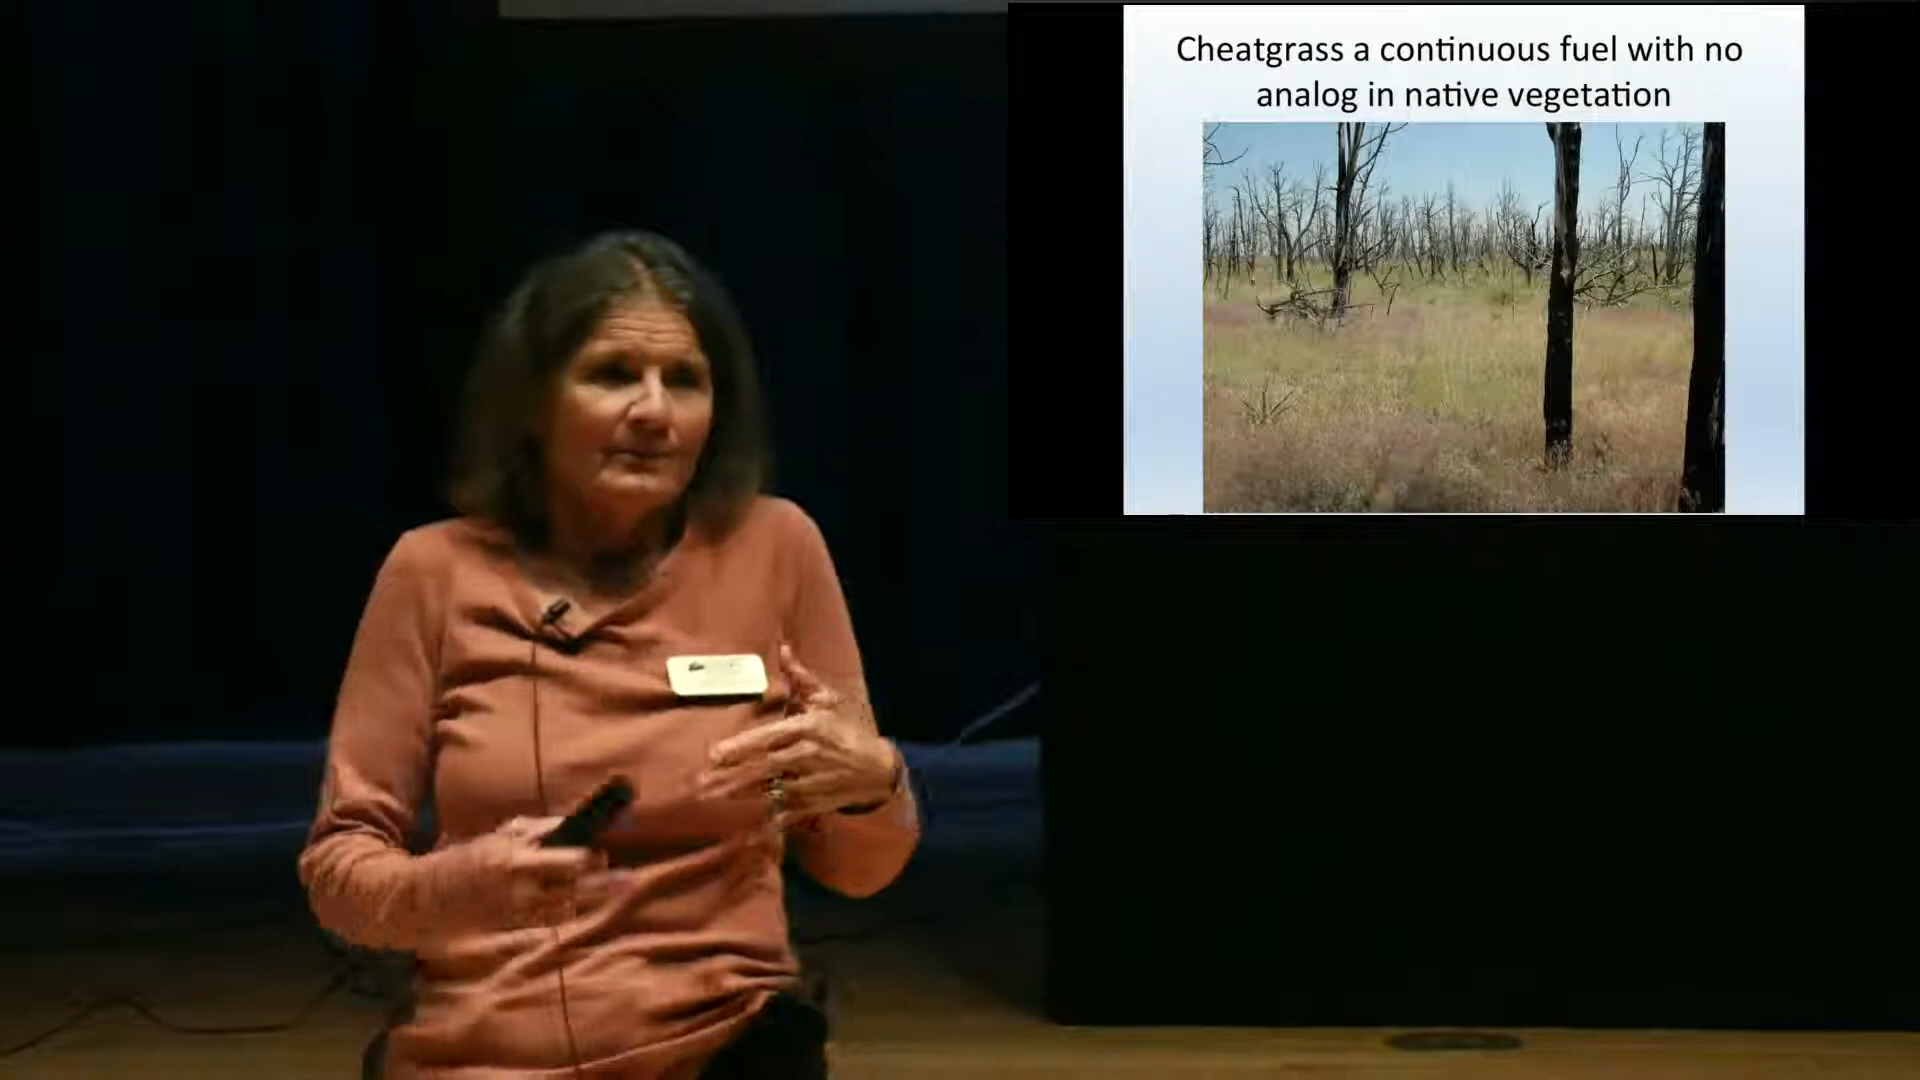 Cheatgrass a continuous fuel with no
analog in native vegetation